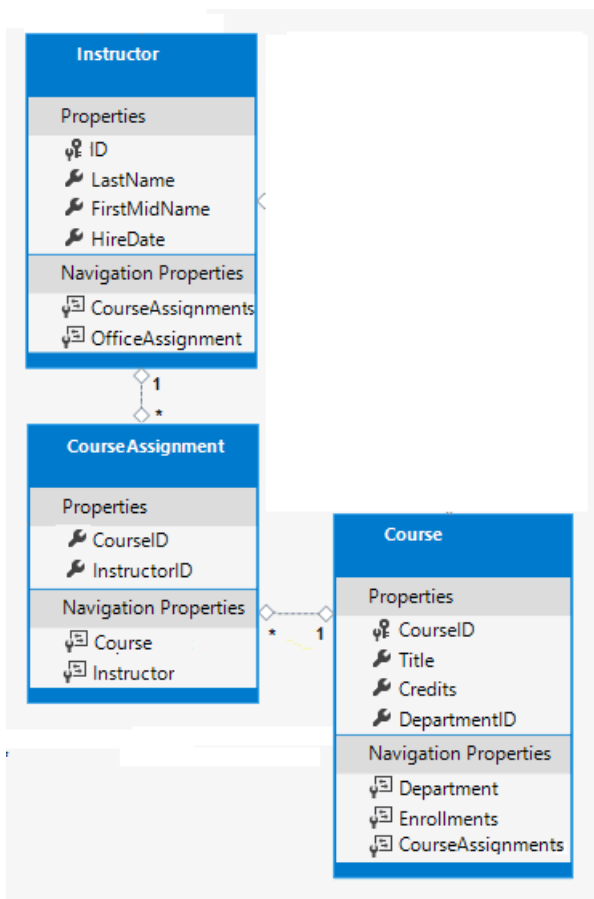 Instructor
Properties
ID
LastName
FirstMidName
HireDate
Navigation Properties
CourseAssignments
OfficeAssignment
1
*
CourseAssignment
Properties
CourseID
InstructorID
Navigation Properties
Course
Instructor
* 1
Course
Properties
CourseID
Title
Credits
DepartmentID
Navigation Properties
Department
Enrollments
CourseAssignments